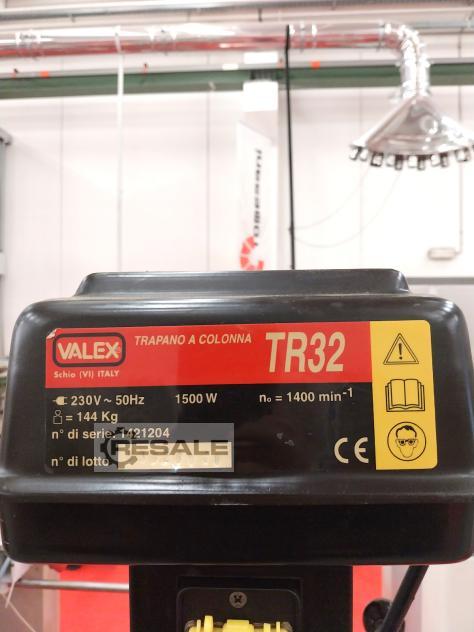 Tomesani
VALEX
Schio (VI) ITALY
TRAPANO A COLONNA TR32
230V ~ 50Hz 1500 W n₀ = 1400 min⁻¹
= 144 Kg
n° di serie: 1421204
n° di lotto
RESALE
CE